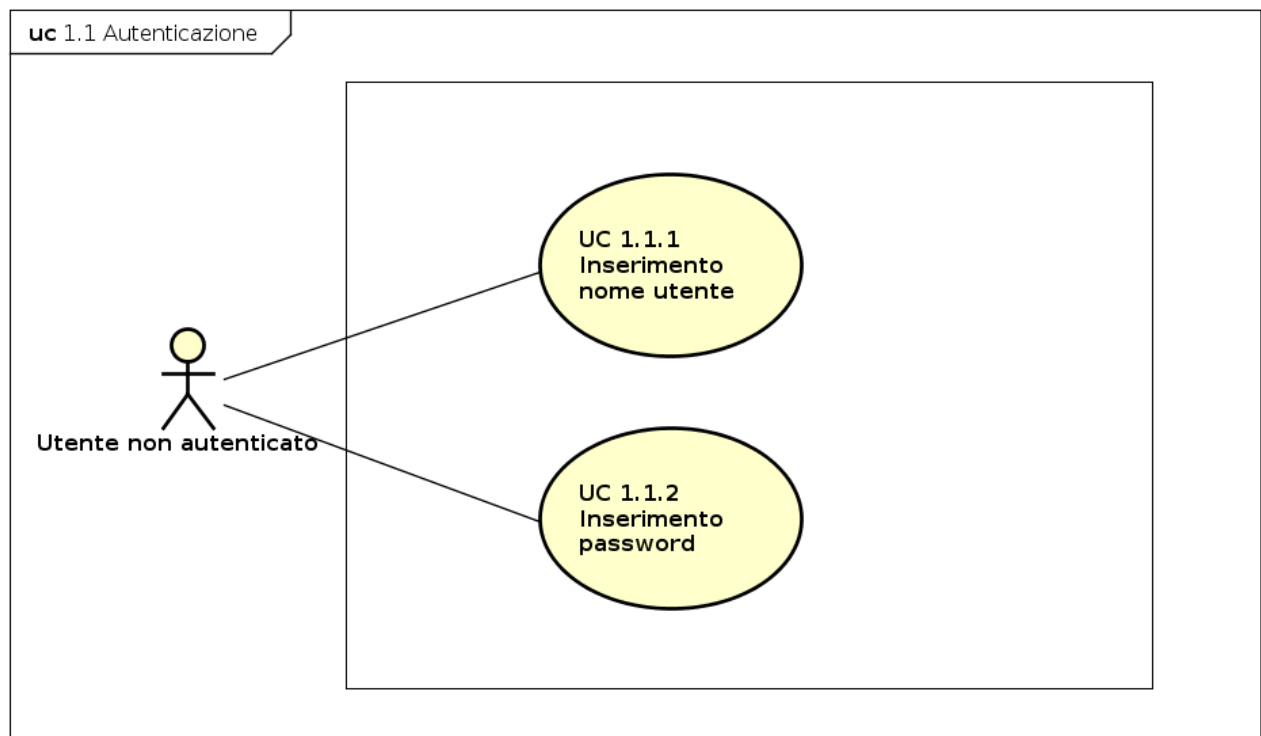 uc 1.1 Autenticazione
UC 1.1.1
Inserimento
nome utente
Utente non autenticato
UC 1.1.2
Inserimento
password